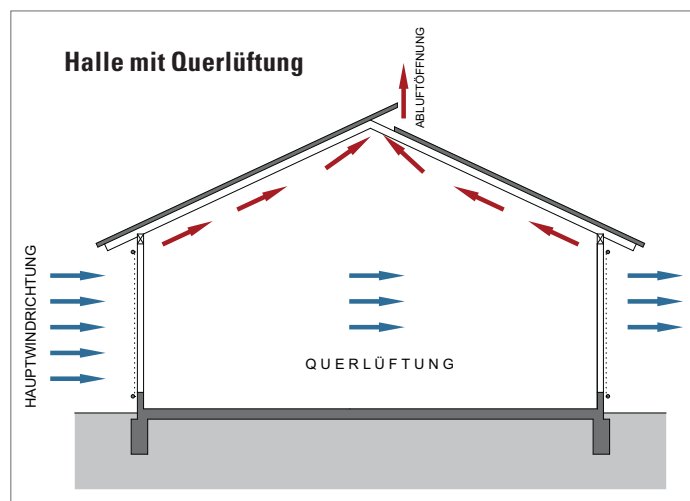 Halle mit Querlüftung
ABLUFTÖFFNUNG
HAUPTWINDRICHTUNG
QUERLÜFTUNG